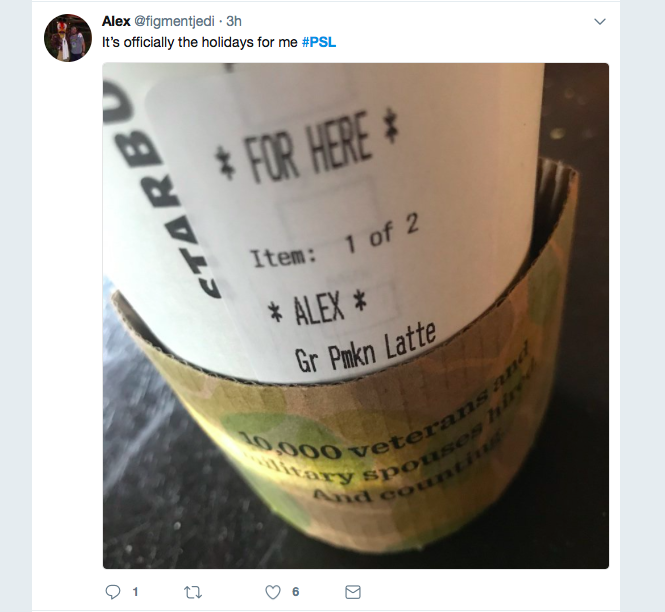 Alex @figmentjedi · 3h
It's officially the holidays for me #PSL
STARBU
* FOR HERE *
Item: 1 of 2
* ALEX *
Gr Pmkn Latte
10,000 veterans and
military spouses hired.
And counting.
1
6